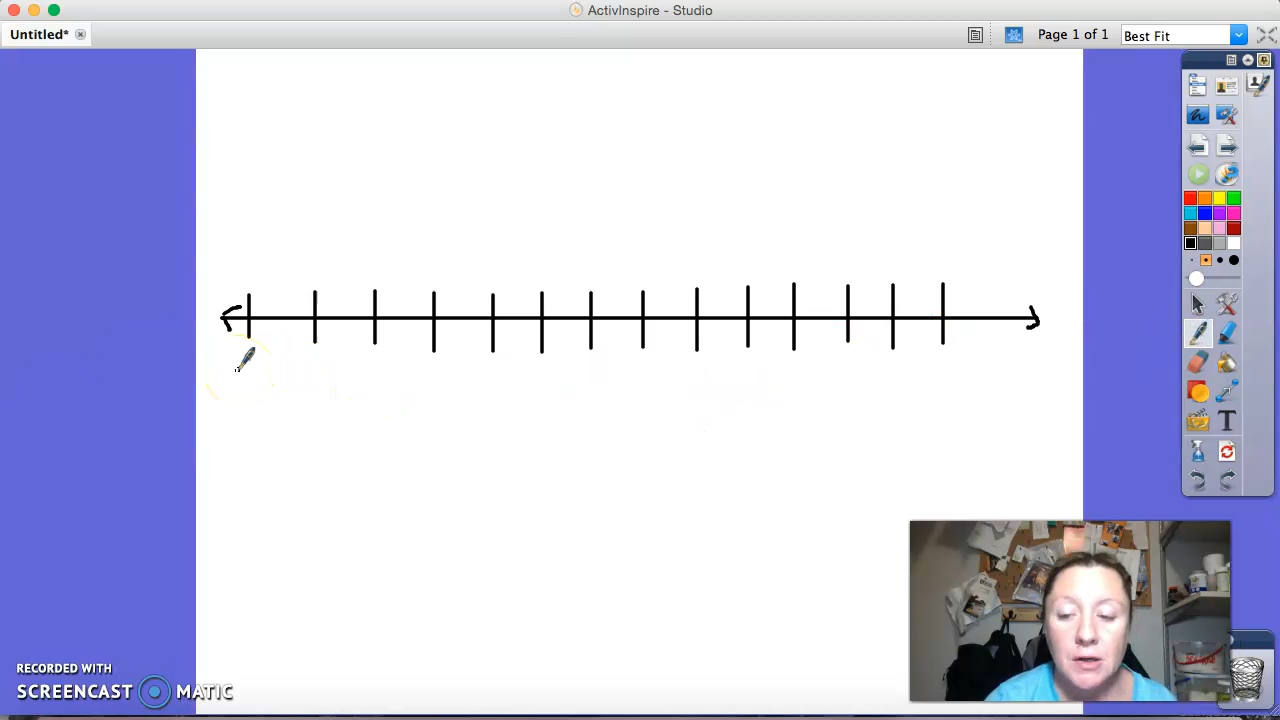 ActivInspire - Studio
Untitled*
Page 1 of 1
Best Fit
T
RECORDED WITH
SCREENCAST MATIC